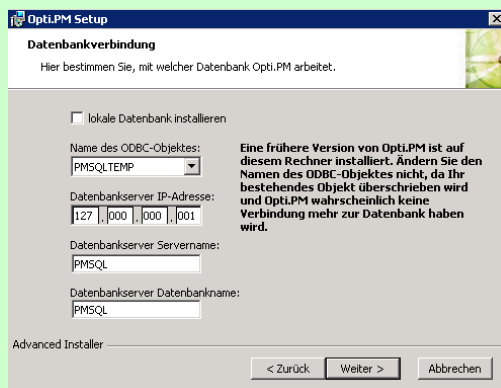 Opti.PM Setup
Datenbankverbindung
Hier bestimmen Sie, mit welcher Datenbank Opti.PM arbeitet.
lokale Datenbank installieren
Name des ODBC-Objektes:
PMSQLTEMP
Eine frühere Version von Opti.PM ist auf
diesem Rechner installiert. Ändern Sie den
Namen des ODBC-Objektes nicht, da Ihr
bestehendes Objekt überschrieben wird
und Opti.PM wahrscheinlich keine
Verbindung mehr zur Datenbank haben
wird.
Datenbankserver IP-Adresse:
127 . 000 . 000 . 001
Datenbankserver Servername:
PMSQL
Datenbankserver Datenbankname:
PMSQL
Advanced Installer
< Zurück
Weiter >
Abbrechen